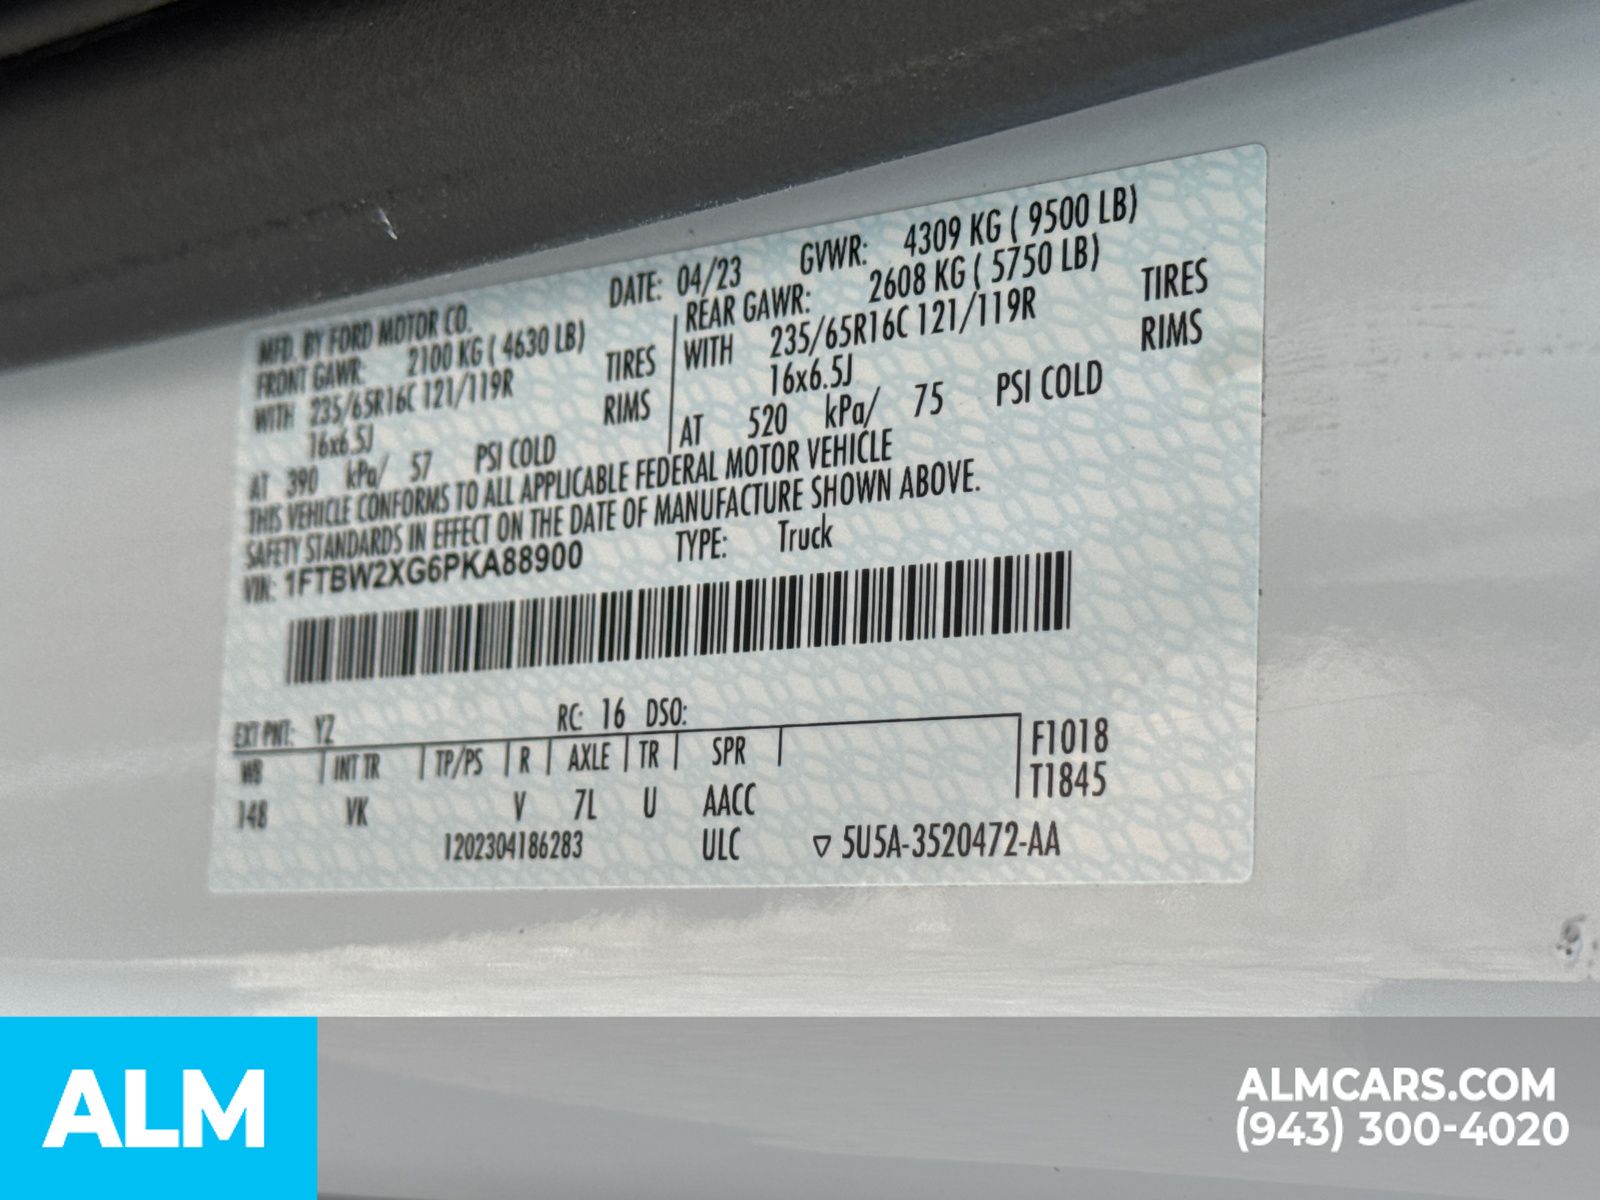 MFD. BY FORD MOTOR CO.
DATE: 04/23
GVWR: 4309 KG ( 9500 LB)
FRONT GAWR: 2100 KG ( 4630 LB)
REAR GAWR: 2608 KG ( 5750 LB)
WITH 235/65R16C 121/119R TIRES
WITH 235/65R16C 121/119R TIRES
16x6.5J RIMS
16x6.5J RIMS
AT 390 kPa/ 57 PSI COLD
AT 520 kPa/ 75 PSI COLD
THIS VEHICLE CONFORMS TO ALL APPLICABLE FEDERAL MOTOR VEHICLE
SAFETY STANDARDS IN EFFECT ON THE DATE OF MANUFACTURE SHOWN ABOVE.
VIN: 1FTBW2XG6PKA88900 TYPE: Truck
EXT PNT: YZ RC: 16 DSO:
WB INT TR TP/PS R AXLE TR SPR F1018
T1845
148 VK V 7L U AACC
1202304186283 ULC ▽ 5U5A-3520472-AA
ALM
ALMCARS.COM
(943) 300-4020